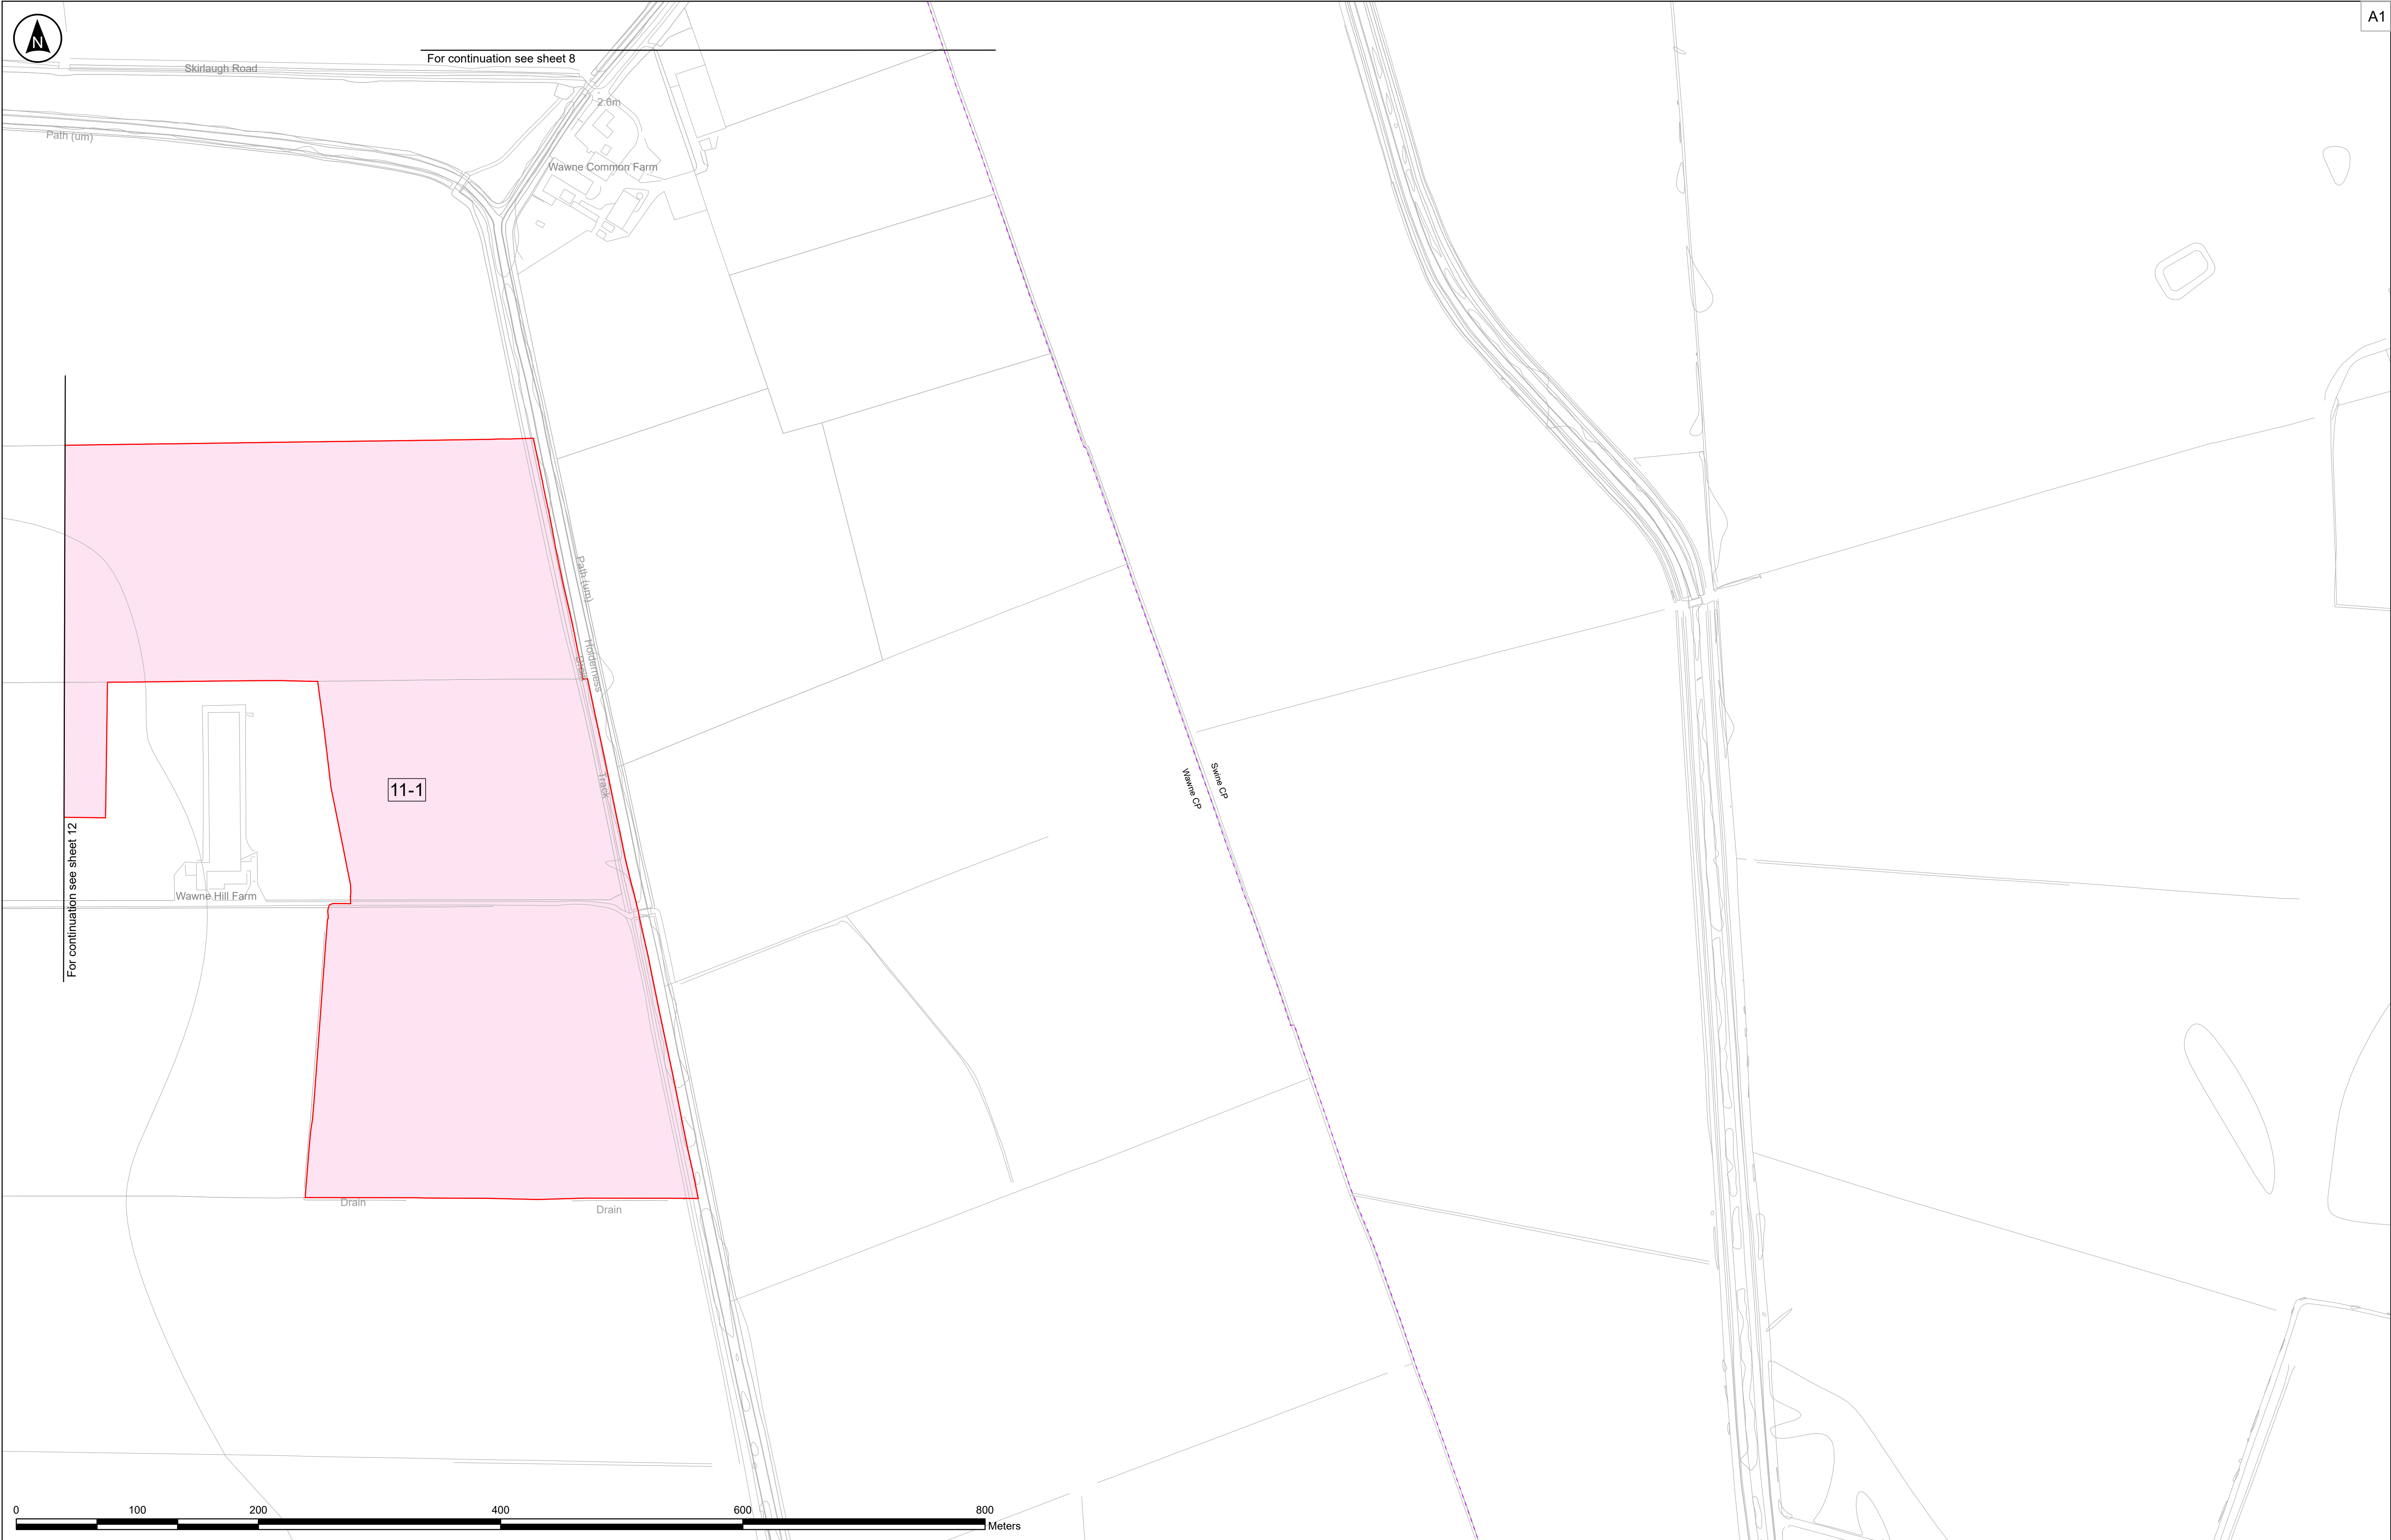 A1
N
For continuation see sheet 8
Skirlaugh Road
2.6m
Path (um)
Wawne Common Farm
Path (um)
Holderness
Drain
Track
11-1
Swine CP
Wawne CP
For continuation see sheet 12
Wawne Hill Farm
Drain
Drain
0 100 200 400 600 800
Meters